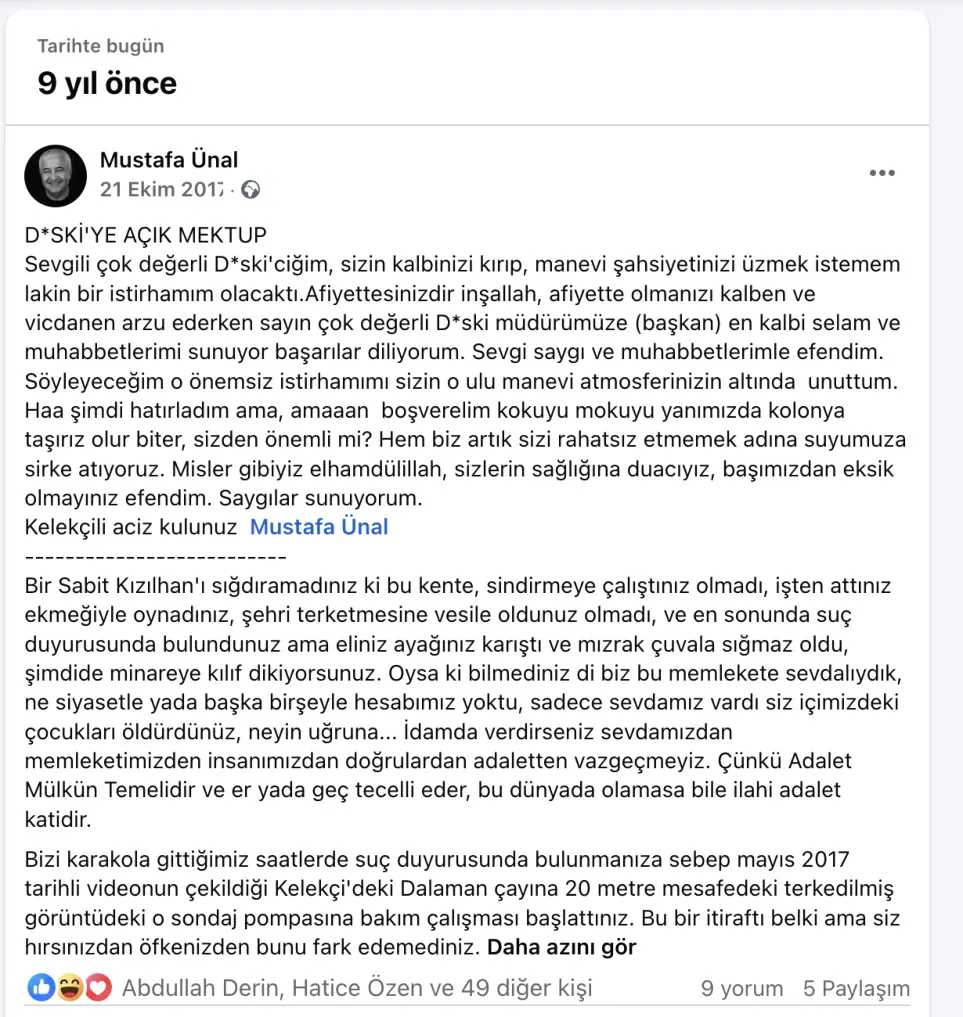 Tarihte bugün
9 yıl önce
Mustafa Ünal
21 Ekim 2017 ·
D*SKİ'YE AÇIK MEKTUP
Sevgili çok değerli D*ski'ciğim, sizin kalbinizi kırıp, manevi şahsiyetinizi üzmek istemem
lakin bir istirhamım olacaktı.Afiyettesinizdir inşallah, afiyette olmanızı kalben ve
vicdanen arzu ederken sayın çok değerli D*ski müdürümüze (başkan) en kalbi selam ve
muhabbetlerimi sunuyor başarılar diliyorum. Sevgi saygı ve muhabbetlerimle efendim.
Söyleyeceğim o önemsiz istirhamımı sizin o ulu manevi atmosferinizin altında  unuttum.
Haa şimdi hatırladım ama, amaaan  boşverelim kokuyu mokuyu yanımızda kolonya
taşırız olur biter, sizden önemli mi? Hem biz artık sizi rahatsız etmemek adına suyumuza
sirke atıyoruz. Misler gibiyiz elhamdülillah, sizlerin sağlığına duacıyız, başımızdan eksik
olmayınız efendim. Saygılar sunuyorum.
Kelekçili aciz kulunuz  Mustafa Ünal
--------------------------
Bir Sabit Kızılhan'ı sığdıramadınız ki bu kente, sindirmeye çalıştınız olmadı, işten attınız
ekmeğiyle oynadınız, şehri terketmesine vesile oldunuz olmadı, ve en sonunda suç
duyurusunda bulundunuz ama eliniz ayağınız karıştı ve mızrak çuvala sığmaz oldu,
şimdide minareye kılıf dikiyorsunuz. Oysa ki bilmediniz di biz bu memlekete sevdalıydık,
ne siyasetle yada başka birşeyle hesabımız yoktu, sadece sevdamız vardı siz içimizdeki
çocukları öldürdünüz, neyin uğruna... İdamda verdirseniz sevdamızdan
memleketimizden insanımızdan doğrulardan adaletten vazgeçmeyiz. Çünkü Adalet
Mülkün Temelidir ve er yada geç tecelli eder, bu dünyada olamasa bile ilahi adalet
katidir.
Bizi karakola gittiğimiz saatlerde suç duyurusunda bulunmanıza sebep mayıs 2017
tarihli videonun çekildiği Kelekçi'deki Dalaman çayına 20 metre mesafedeki terkedilmiş
görüntüdeki o sondaj pompasına bakım çalışması başlattınız. Bu bir itiraftı belki ama siz
hırsınızdan öfkenizden bunu fark edemediniz. Daha azını gör
Abdullah Derin, Hatice Özen ve 49 diğer kişi
9 yorum 5 Paylaşım